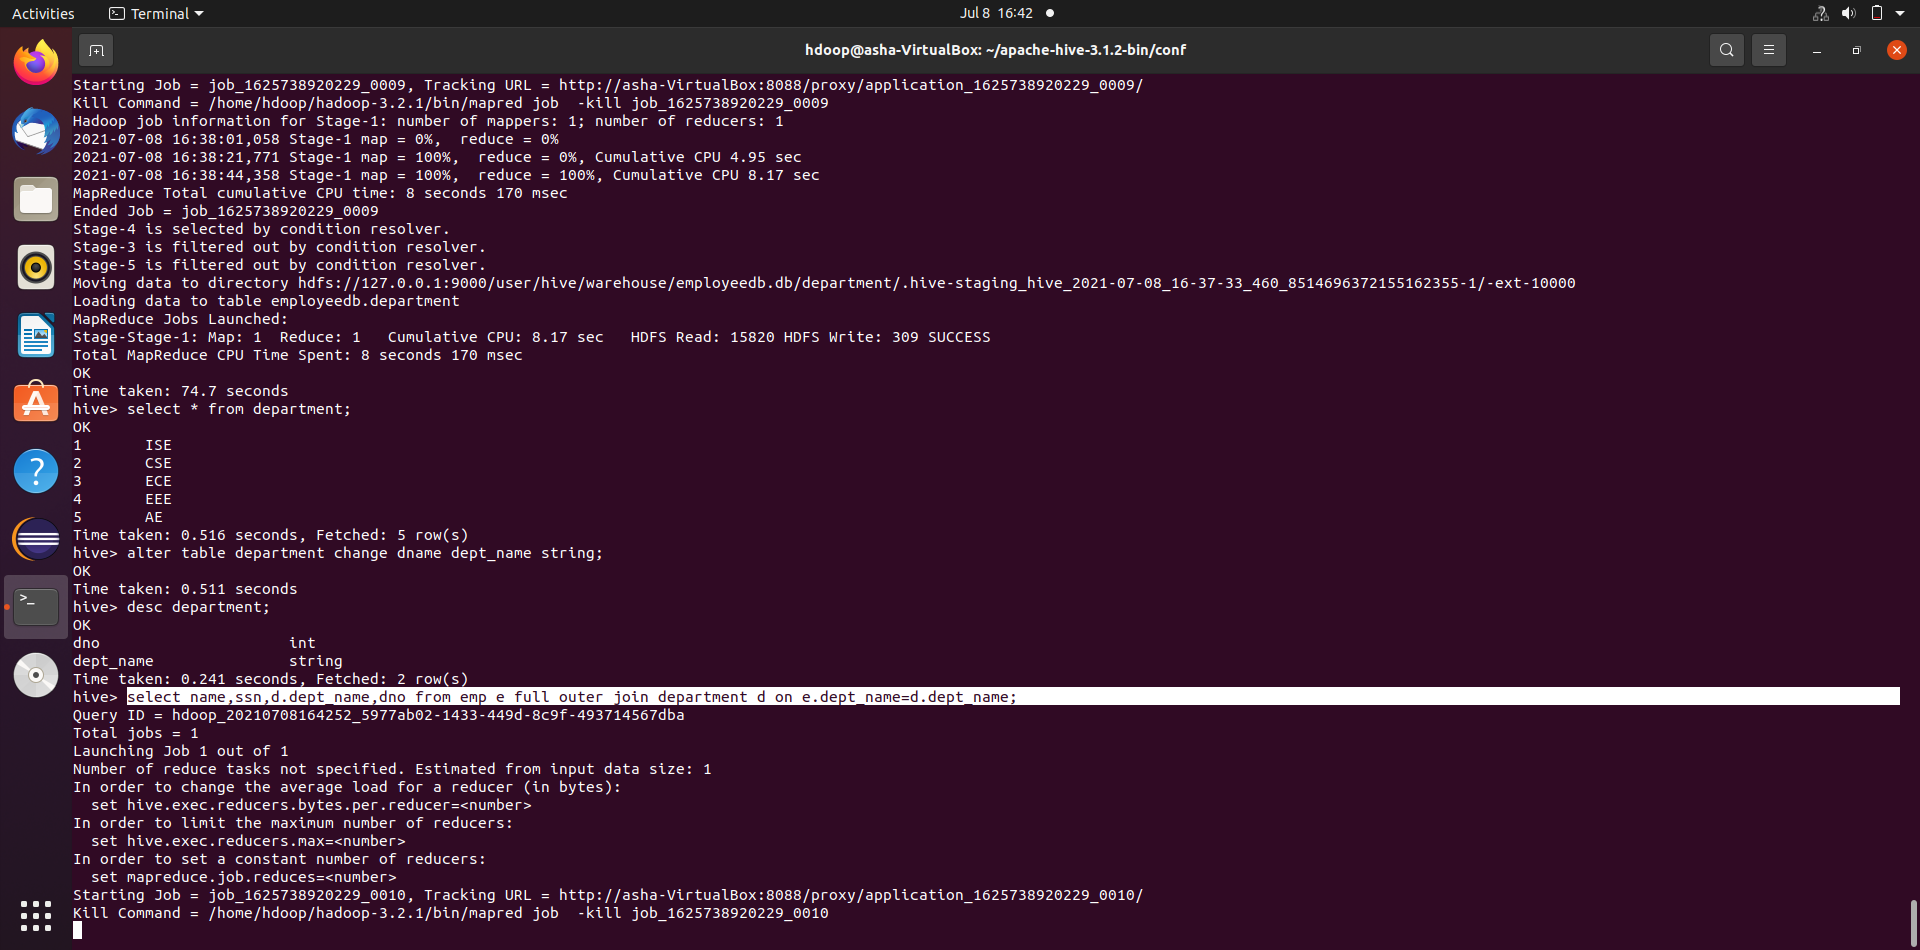 Activities Terminal Jul 8 16:42
hdoop@asha-VirtualBox: ~/apache-hive-3.1.2-bin/conf
Starting Job = job_1625738920229_0009, Tracking URL = http://asha-VirtualBox:8088/proxy/application_1625738920229_0009/
Kill Command = /home/hdoop/hadoop-3.2.1/bin/mapred job  -kill job_1625738920229_0009
Hadoop job information for Stage-1: number of mappers: 1; number of reducers: 1
2021-07-08 16:38:01,058 Stage-1 map = 0%,  reduce = 0%
2021-07-08 16:38:21,771 Stage-1 map = 100%,  reduce = 0%, Cumulative CPU 4.95 sec
2021-07-08 16:38:44,358 Stage-1 map = 100%,  reduce = 100%, Cumulative CPU 8.17 sec
MapReduce Total cumulative CPU time: 8 seconds 170 msec
Ended Job = job_1625738920229_0009
Stage-4 is selected by condition resolver.
Stage-3 is filtered out by condition resolver.
Stage-5 is filtered out by condition resolver.
Moving data to directory hdfs://127.0.0.1:9000/user/hive/warehouse/employeedb.db/department/.hive-staging_hive_2021-07-08_16-37-33_460_8514696372155162355-1/-ext-10000
Loading data to table employeedb.department
MapReduce Jobs Launched:
Stage-Stage-1: Map: 1  Reduce: 1   Cumulative CPU: 8.17 sec   HDFS Read: 15820 HDFS Write: 309 SUCCESS
Total MapReduce CPU Time Spent: 8 seconds 170 msec
OK
Time taken: 74.7 seconds
hive> select * from department;
OK
1       ISE
2       CSE
3       ECE
4       EEE
5       AE
Time taken: 0.516 seconds, Fetched: 5 row(s)
hive> alter table department change dname dept_name string;
OK
Time taken: 0.511 seconds
hive> desc department;
OK
dno                     int
dept_name               string
Time taken: 0.241 seconds, Fetched: 2 row(s)
hive> select name,ssn,d.dept_name,dno from emp e full outer join department d on e.dept_name=d.dept_name;
Query ID = hdoop_20210708164252_5977ab02-1433-449d-8c9f-493714567dba
Total jobs = 1
Launching Job 1 out of 1
Number of reduce tasks not specified. Estimated from input data size: 1
In order to change the average load for a reducer (in bytes):
  set hive.exec.reducers.bytes.per.reducer=<number>
In order to limit the maximum number of reducers:
  set hive.exec.reducers.max=<number>
In order to set a constant number of reducers:
  set mapreduce.job.reduces=<number>
Starting Job = job_1625738920229_0010, Tracking URL = http://asha-VirtualBox:8088/proxy/application_1625738920229_0010/
Kill Command = /home/hdoop/hadoop-3.2.1/bin/mapred job  -kill job_1625738920229_0010